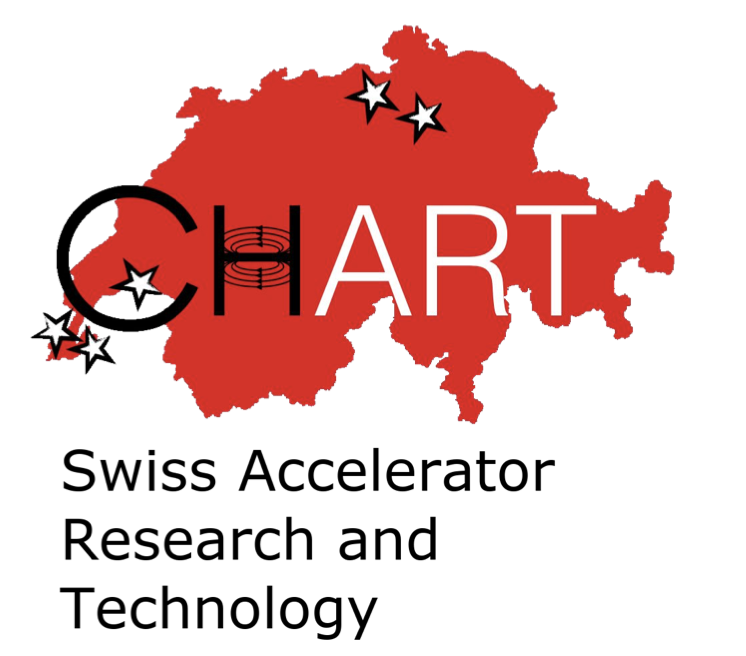 CHART
Swiss Accelerator
Research and
Technology